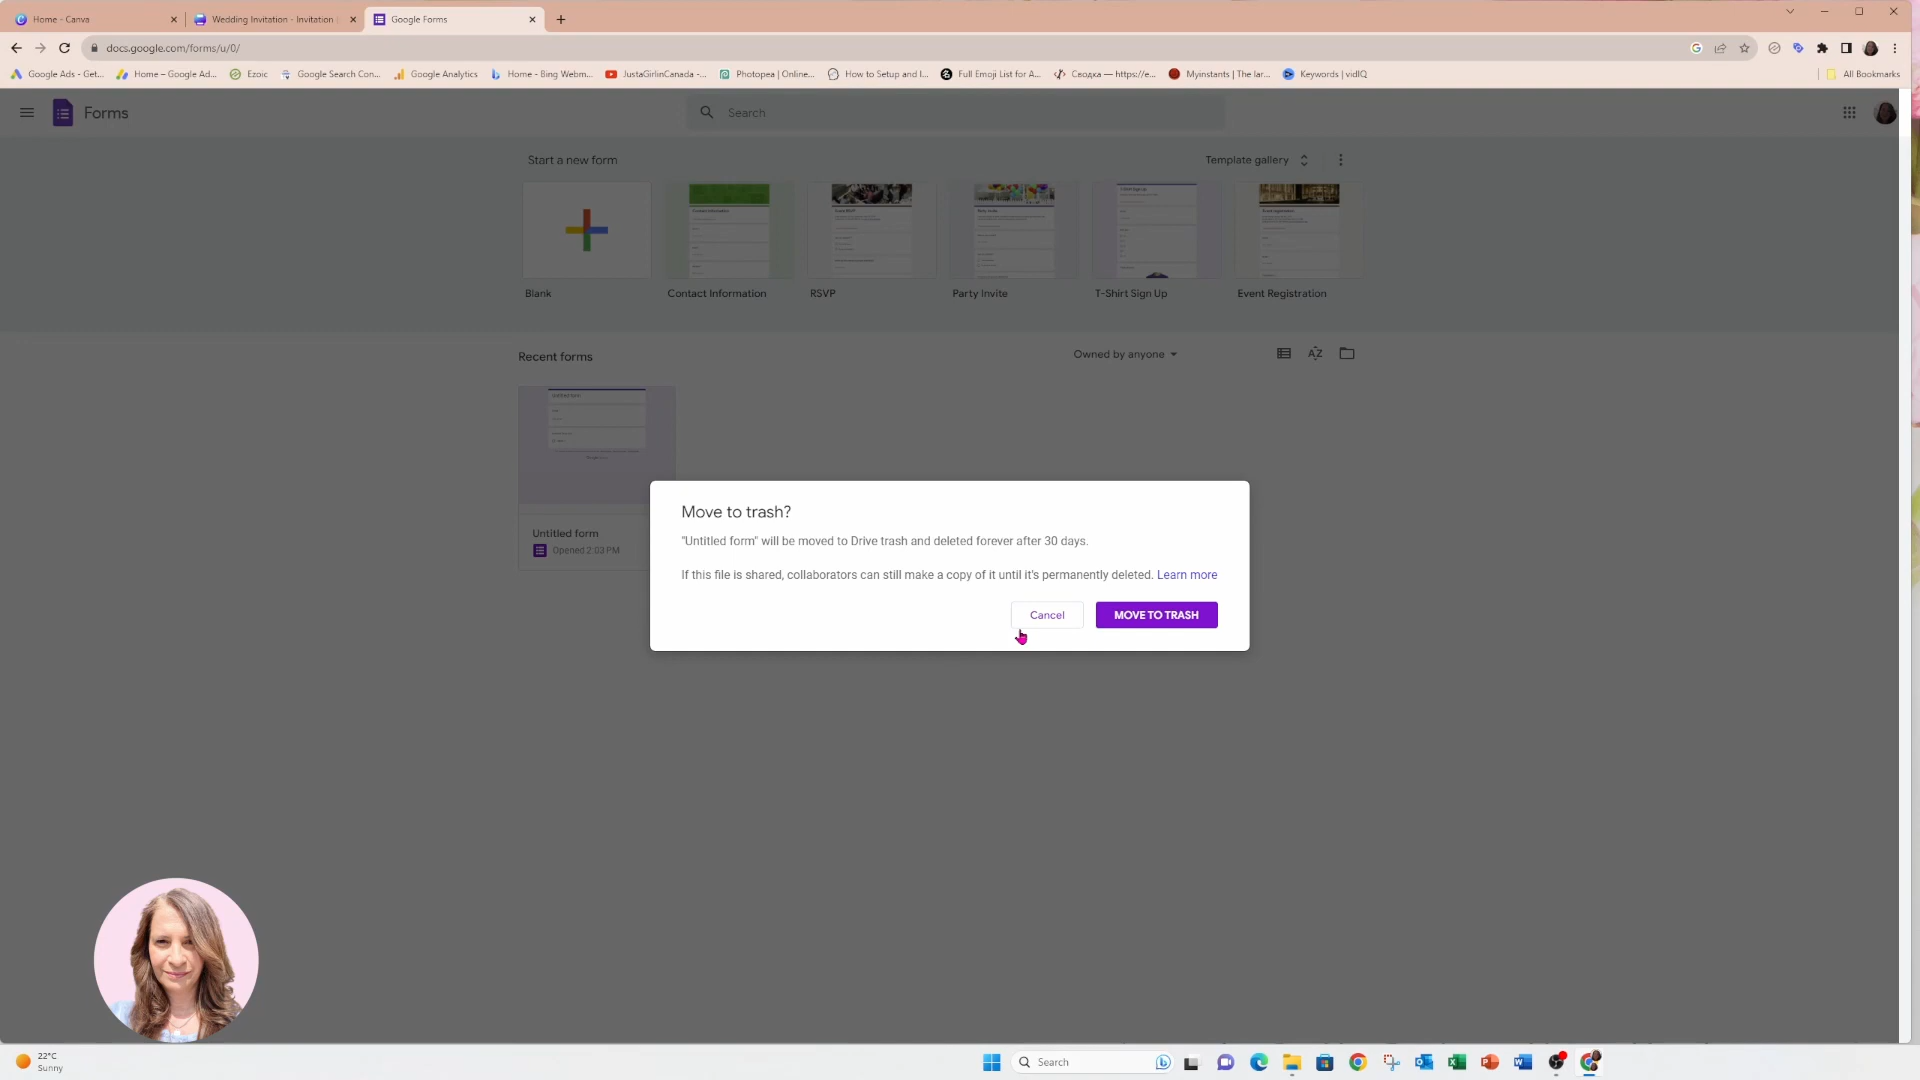 Home - Canva
Wedding Invitation - Invitation
Google Forms
docs.google.com/forms/u/0/
Google Ads - Get...
Home – Google Ad...
Ezoic
Google Search Con...
Google Analytics
Home - Bing Webm...
JustaGirlinCanada -...
Photopea | Online...
How to Setup and I...
Full Emoji List for A...
Сводка — https://e...
Myinstants | The lar...
Keywords | vidIQ
All Bookmarks
Forms
Search
Start a new form
Template gallery
Blank
Contact Information
RSVP
Party Invite
T-Shirt Sign Up
Event Registration
Recent forms
Owned by anyone
AZ
Untitled form
Opened 2:03 PM
Move to trash?
"Untitled form" will be moved to Drive trash and deleted forever after 30 days.
If this file is shared, collaborators can still make a copy of it until it's permanently deleted. Learn more
Cancel
MOVE TO TRASH
22°C
Sunny
Search